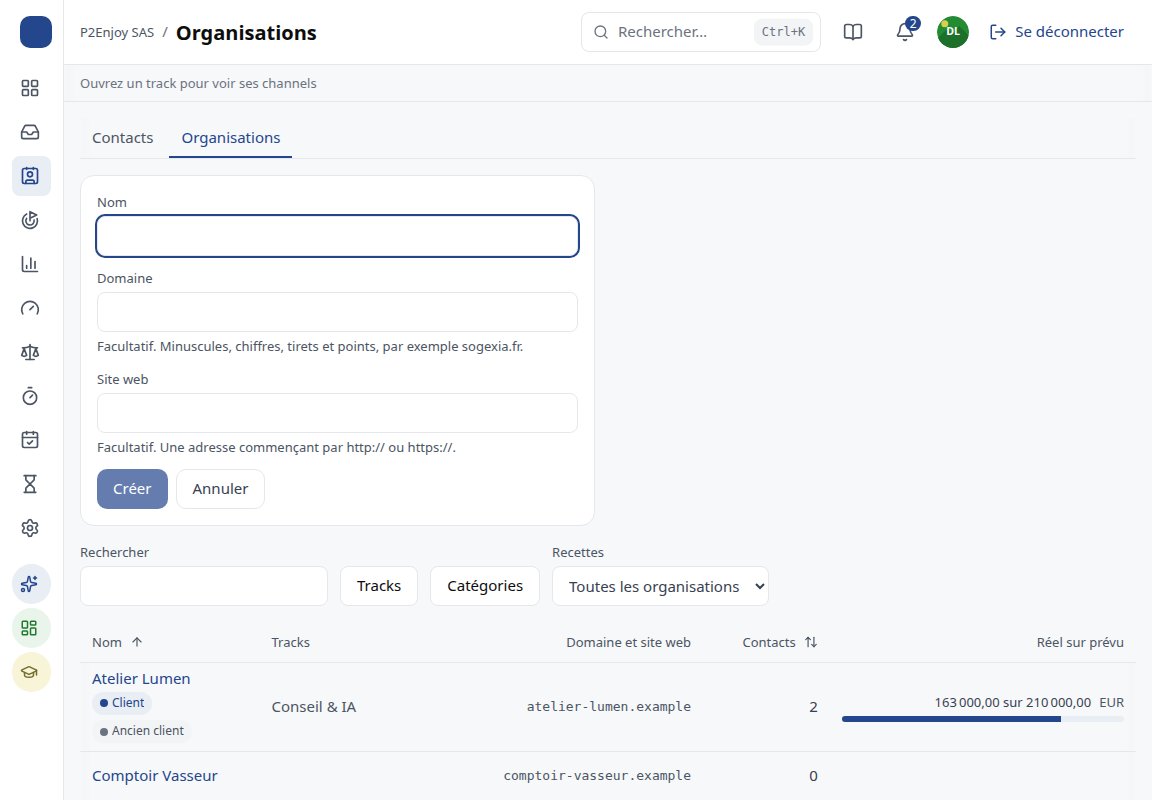 P2Enjoy SAS / Organisations
Rechercher...
Ctrl+K
2
DL
Se déconnecter
Ouvrez un track pour voir ses channels
Contacts
Organisations
Nom
Domaine
Facultatif. Minuscules, chiffres, tirets et points, par exemple sogexia.fr.
Site web
Facultatif. Une adresse commençant par http:// ou https://.
Créer
Annuler
Rechercher
Recettes
Tracks
Catégories
Toutes les organisations
Nom
Tracks
Domaine et site web
Contacts
Réel sur prévu
Atelier Lumen
Client
Ancien client
Conseil & IA
atelier-lumen.example
2
163 000,00 sur 210 000,00 EUR
Comptoir Vasseur
comptoir-vasseur.example
0